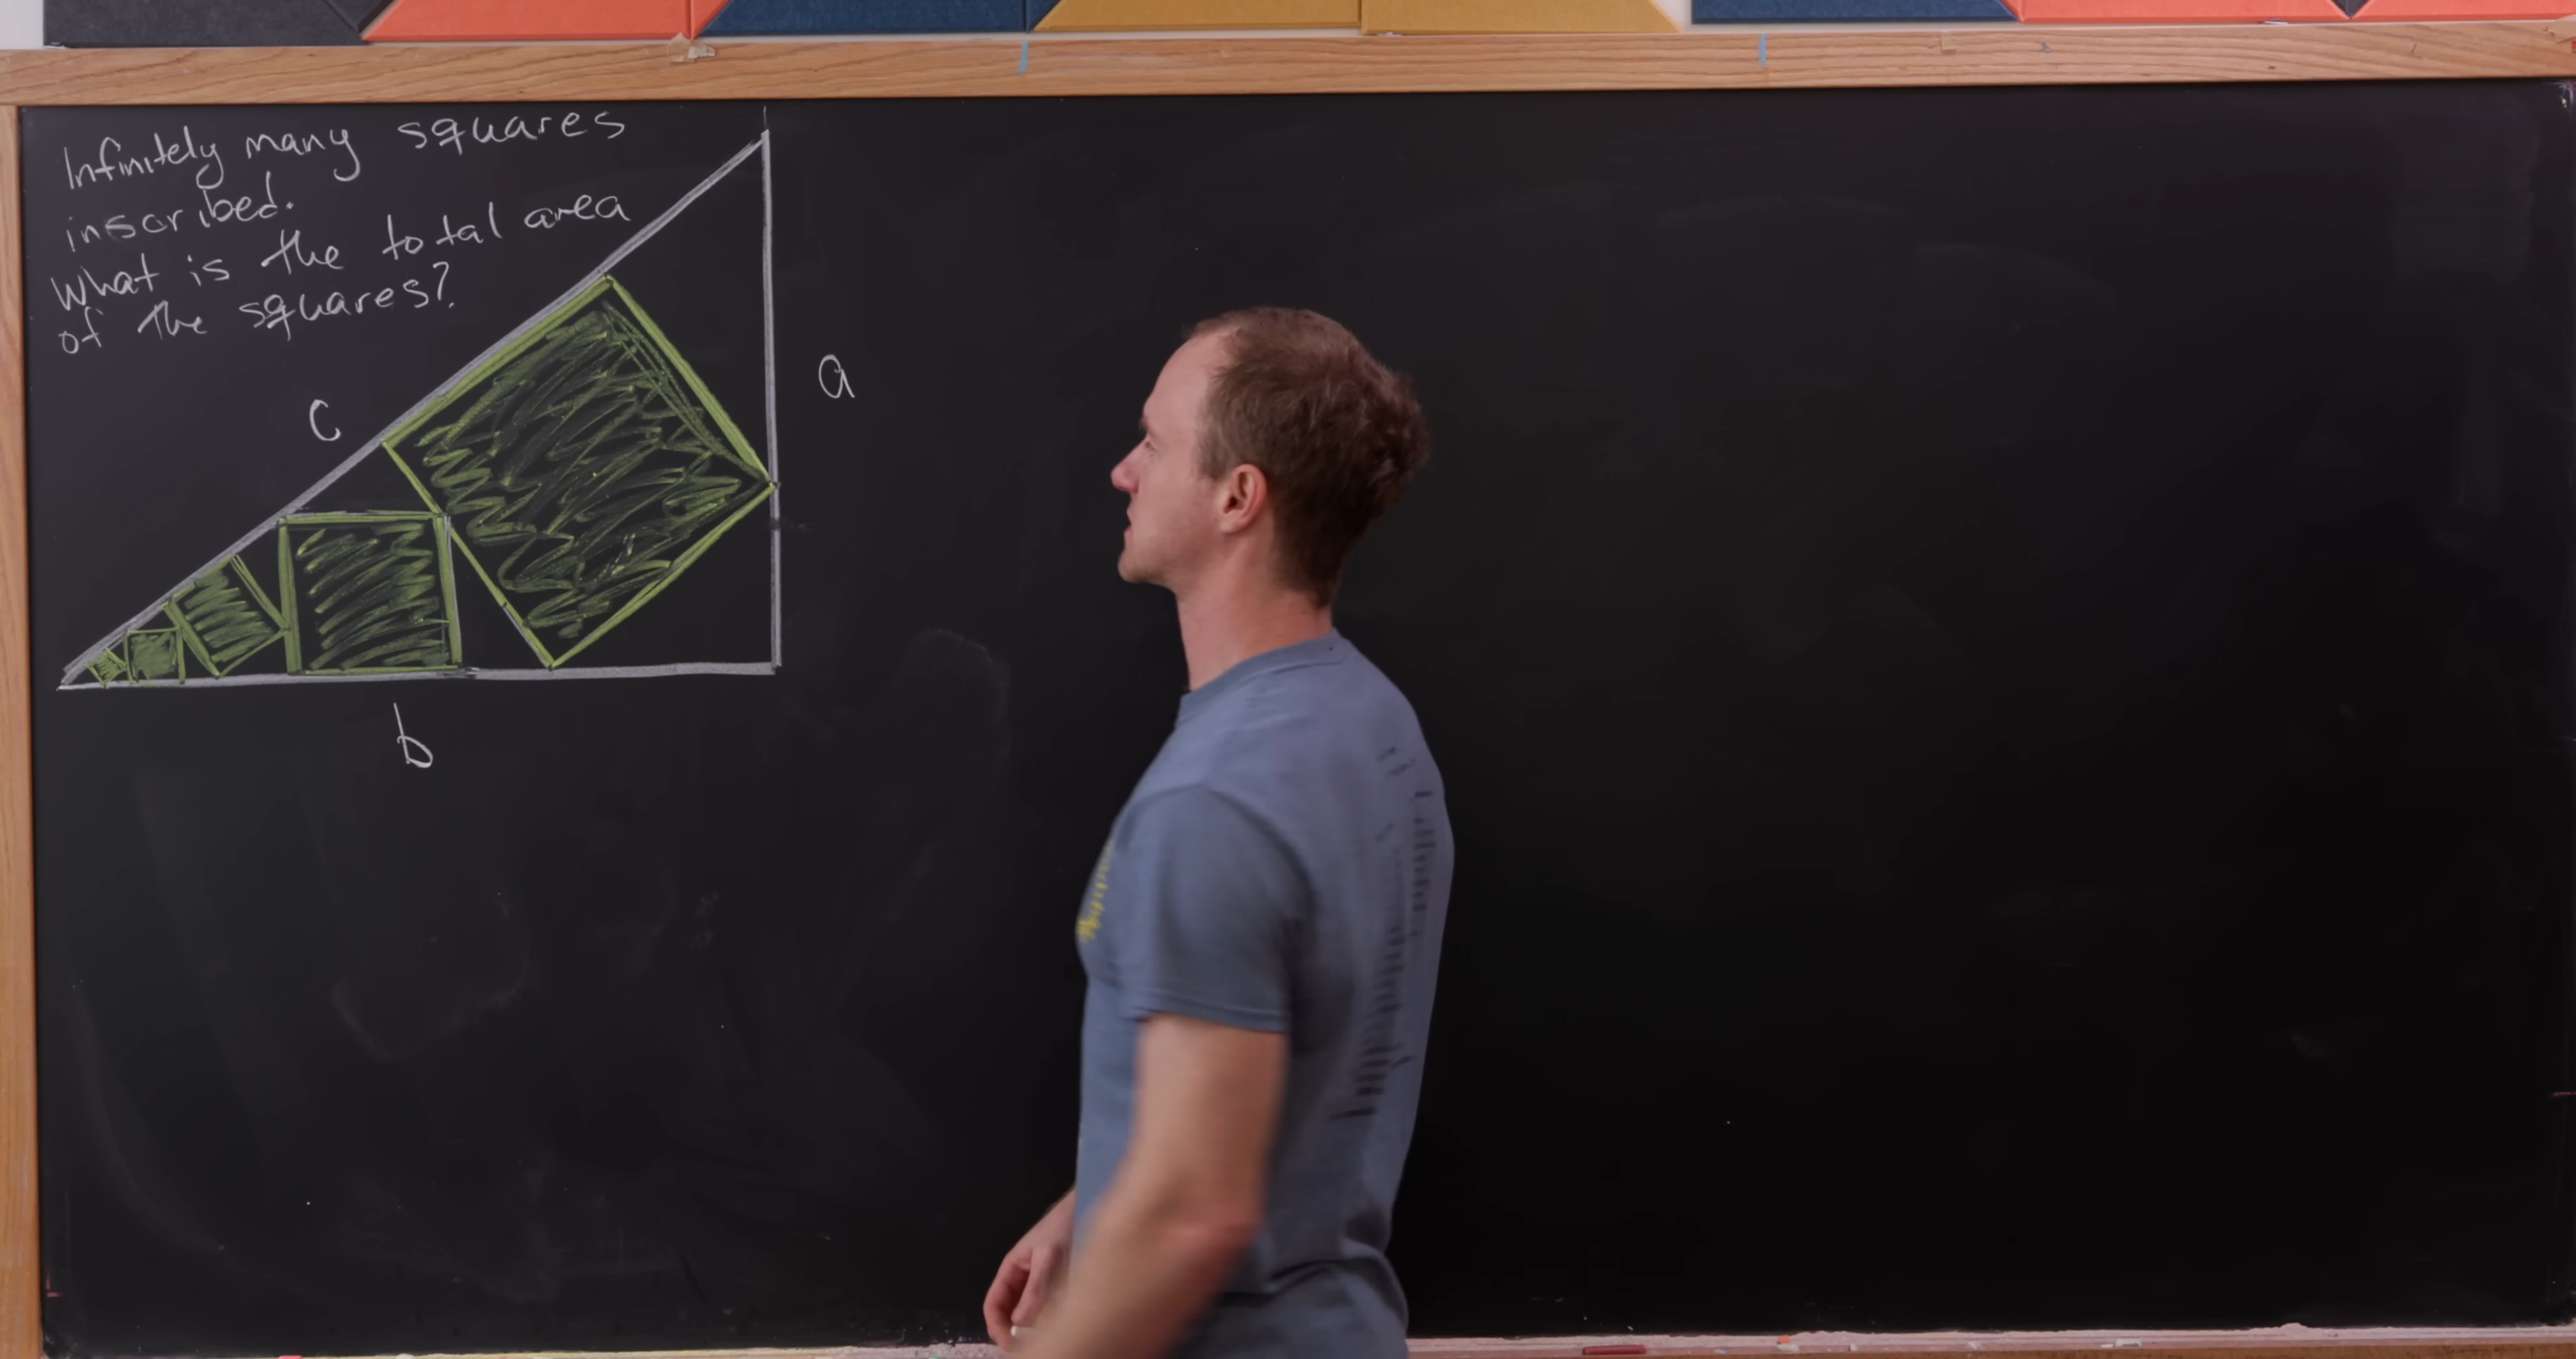 Infinitely many squares
inscribed.
What is the total area
of the squares?
c
a
b